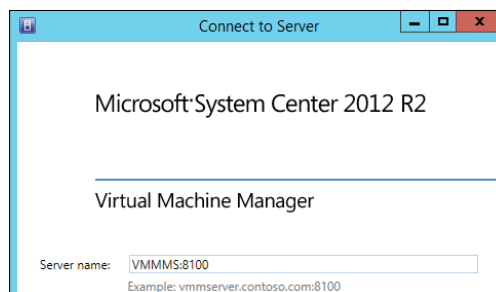 Connect to Server
Microsoft System Center 2012 R2
Virtual Machine Manager
Server name: VMMMS:8100
Example: vmmserver.contoso.com:8100